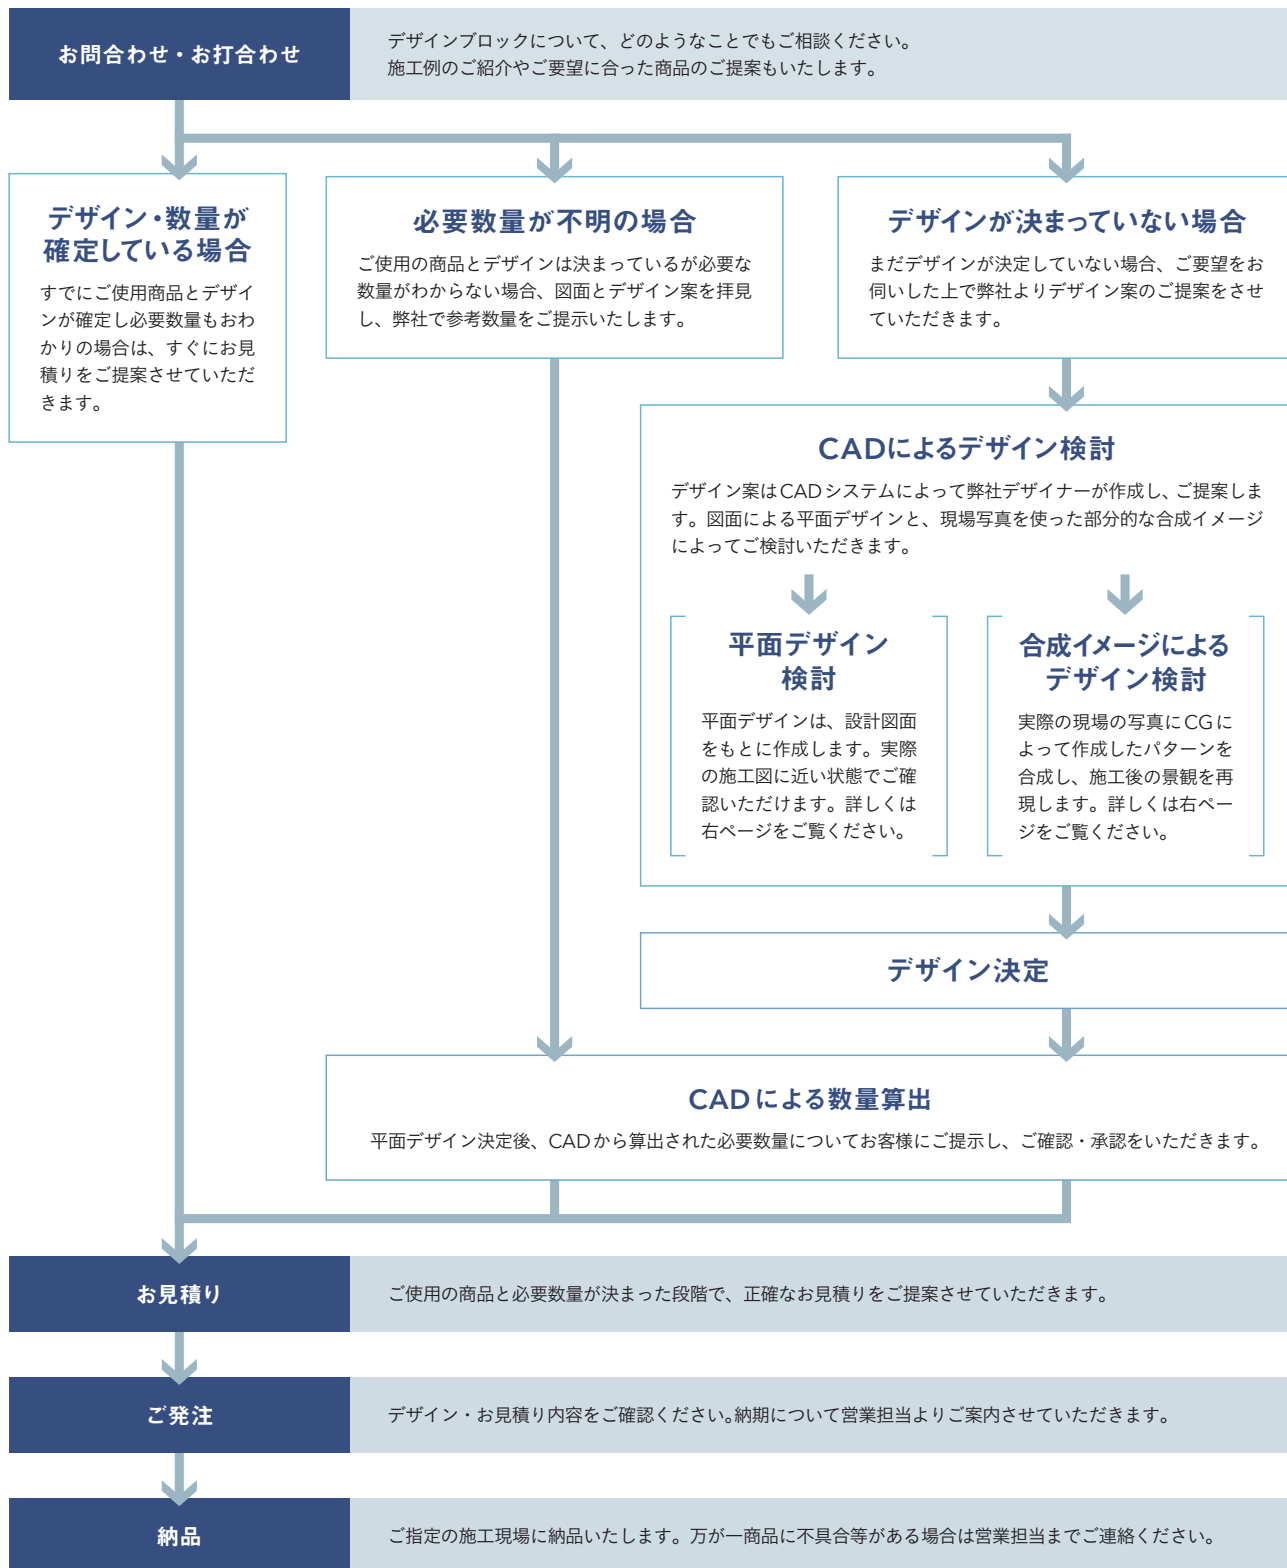 お問合わせ・お打合わせ
デザインブロックについて、どのようなことでもご相談ください。
施工例のご紹介やご要望に合った商品のご提案もいたします。
デザイン・数量が
確定している場合
すでにご使用商品とデザイ
ンが確定し必要数量もおわ
かりの場合は、すぐにお見
積りをご提案させていただ
きます。
必要数量が不明の場合
ご使用の商品とデザインは決まっているが必要な
数量がわからない場合、図面とデザイン案を拝見
し、弊社で参考数量をご提示いたします。
デザインが決まっていない場合
まだデザインが決定していない場合、ご要望をお
伺いした上で弊社よりデザイン案のご提案をさせ
ていただきます。
CADによるデザイン検討
デザイン案はCADシステムによって弊社デザイナーが作成し、ご提案しま
す。図面による平面デザインと、現場写真を使った部分的な合成イメージ
によってご検討いただきます。
平面デザイン
検討
平面デザインは、設計図面
をもとに作成します。実際
の施工図に近い状態でご確
認いただけます。詳しくは
右ページをご覧ください。
合成イメージによる
デザイン検討
実際の現場の写真にCGに
よって作成したパターンを
合成し、施工後の景観を再
現します。詳しくは右ペー
ジをご覧ください。
デザイン決定
CADによる数量算出
平面デザイン決定後、CADから算出された必要数量についてお客様にご提示し、ご確認・承認をいただきます。
お見積り
ご使用の商品と必要数量が決まった段階で、正確なお見積りをご提案させていただきます。
ご発注
デザイン・お見積り内容をご確認ください。納期について営業担当よりご案内させていただきます。
納品
ご指定の施工現場に納品いたします。万が一商品に不具合等がある場合は営業担当までご連絡ください。